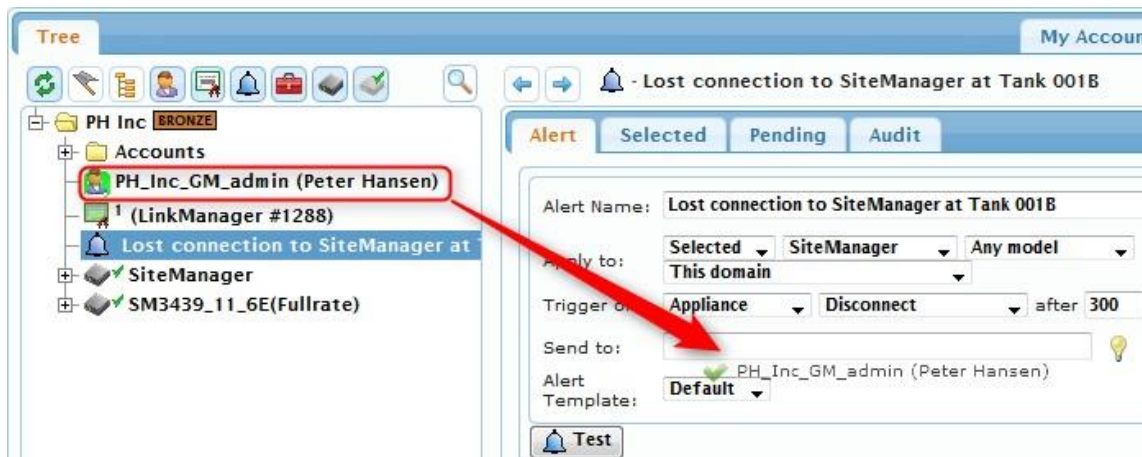 Tree
My Accoun
- Lost connection to SiteManager at Tank 001B
PH Inc BRONZE
Accounts
PH_Inc_GM_admin (Peter Hansen)
1 (LinkManager #1288)
Lost connection to SiteManager at
SiteManager
SM3439_11_6E(Fullrate)
Alert Selected Pending Audit
Alert Name: Lost connection to SiteManager at Tank 001B
Apply to: Selected SiteManager Any model
This domain
Trigger on: Appliance Disconnect after 300
Send to:
PH_Inc_GM_admin (Peter Hansen)
Alert Template: Default
Test